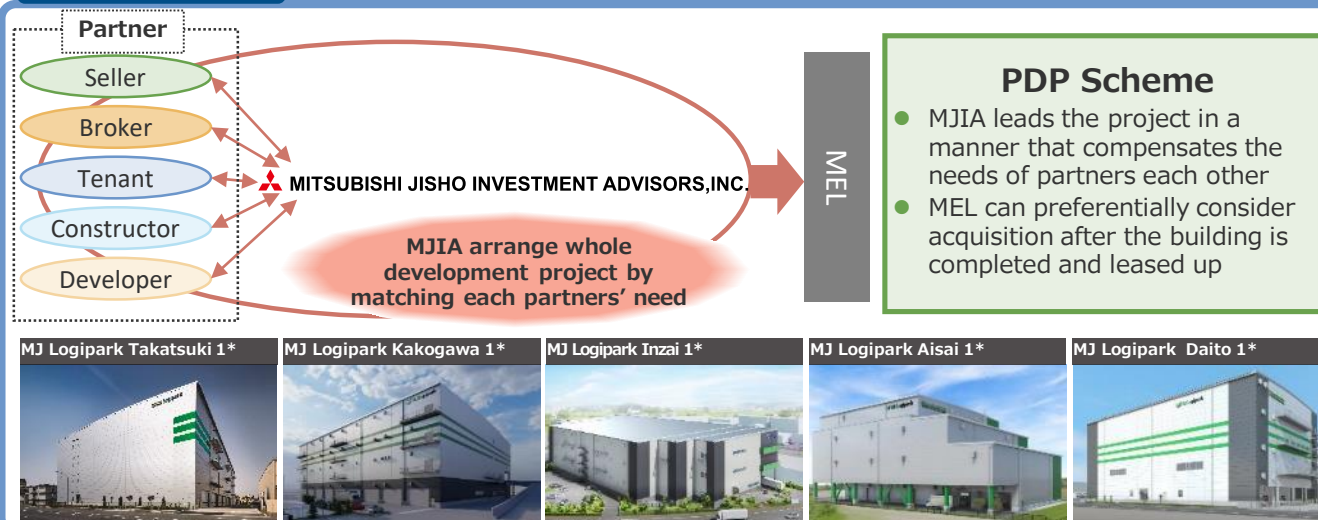 Partner
Seller
Broker
Tenant
Constructor
Developer
MITSUBISHI JISHO INVESTMENT ADVISORS,INC.
MJIA arrange whole
development project by
matching each partners’ need
MEL
PDP Scheme
● MJIA leads the project in a
manner that compensates the
needs of partners each other
● MEL can preferentially consider
acquisition after the building is
completed and leased up
MJ Logipark Takatsuki 1*
MJ Logipark Kakogawa 1*
MJ Logipark Inzai 1*
MJ Logipark Aisai 1*
MJ Logipark Daito 1*